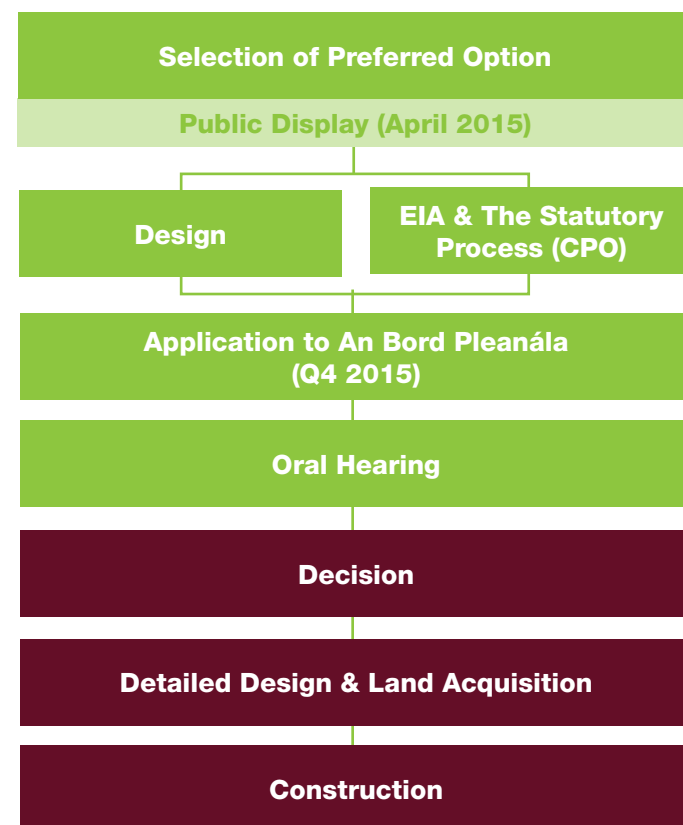 Selection of Preferred Option
Public Display (April 2015)
Design
EIA & The Statutory
Process (CPO)
Application to An Bord Pleanála
(Q4 2015)
Oral Hearing
Decision
Detailed Design & Land Acquisition
Construction